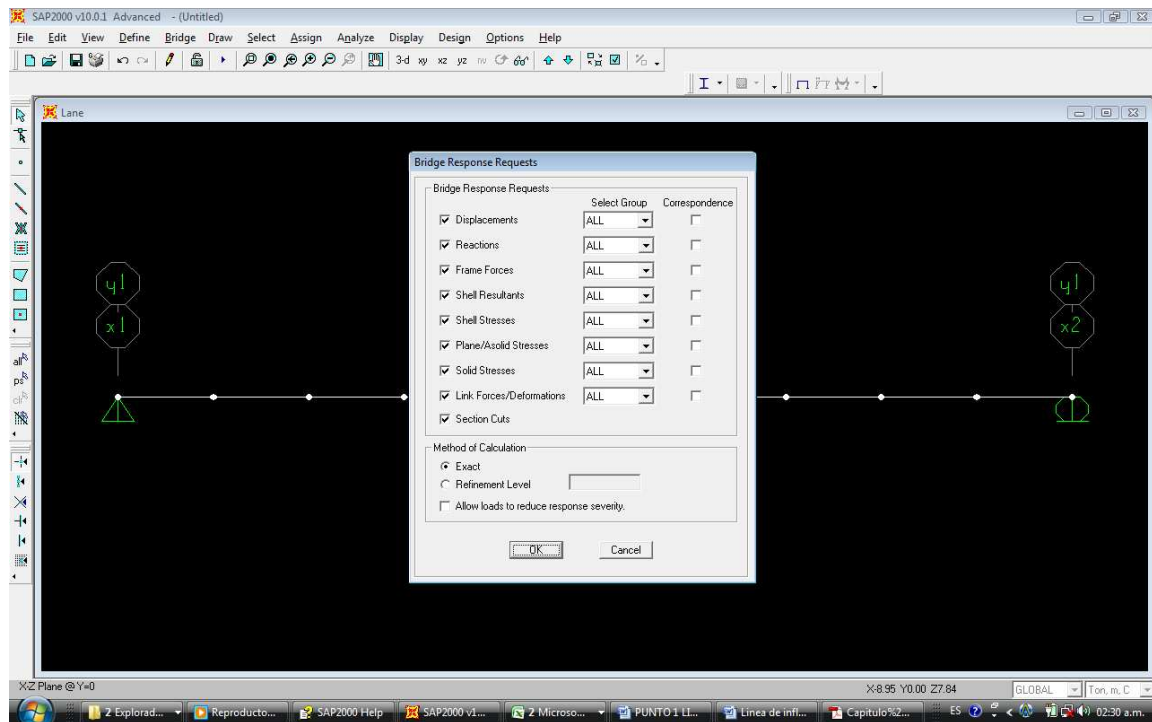 SAP2000 v10.0.1 Advanced - (Untitled)
File Edit View Define Bridge Draw Select Assign Analyze Display Design Options Help
3-d xy xz yz nv
Lane
Bridge Response Requests
Bridge Response Requests
Select Group Correspondence
Displacements ALL
Reactions ALL
Frame Forces ALL
Shell Resultants ALL
Shell Stresses ALL
Plane/Asolid Stresses ALL
Solid Stresses ALL
Link Forces/Deformations ALL
Section Cuts
Method of Calculation
Exact
Refinement Level
Allow loads to reduce response severity.
OK Cancel
y1 y1
x1 x2
all
ps
clr
X-Z Plane @ Y=0 X-8.95 Y0.00 Z7.84 GLOBAL Ton, m, C
2 Explorad... Reproducto... SAP2000 Help SAP2000 v1... 2 Microso... PUNTO 1 LI... Linea de infl... Capitulo%2... ES 02:30 a.m.